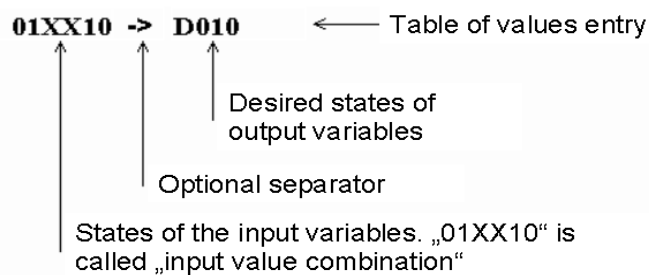 01XX10 -> D010
Table of values entry
Desired states of
output variables
Optional separator
States of the input variables. „01XX10“ is
called „input value combination“